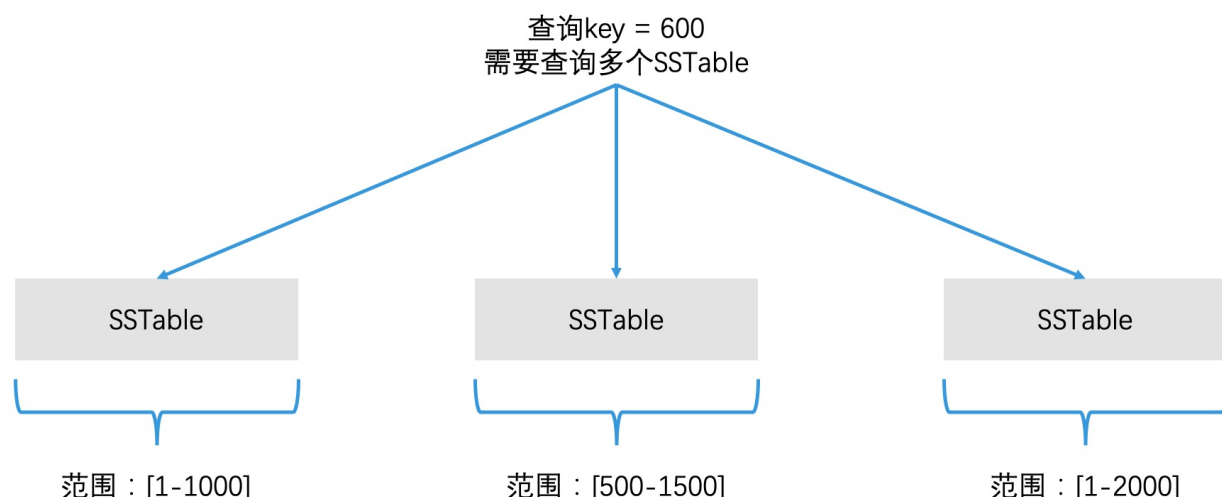 查询key = 600
需要查询多个SSTable
SSTable
SSTable
SSTable
范围：[1-1000]
范围：[500-1500]
范围：[1-2000]